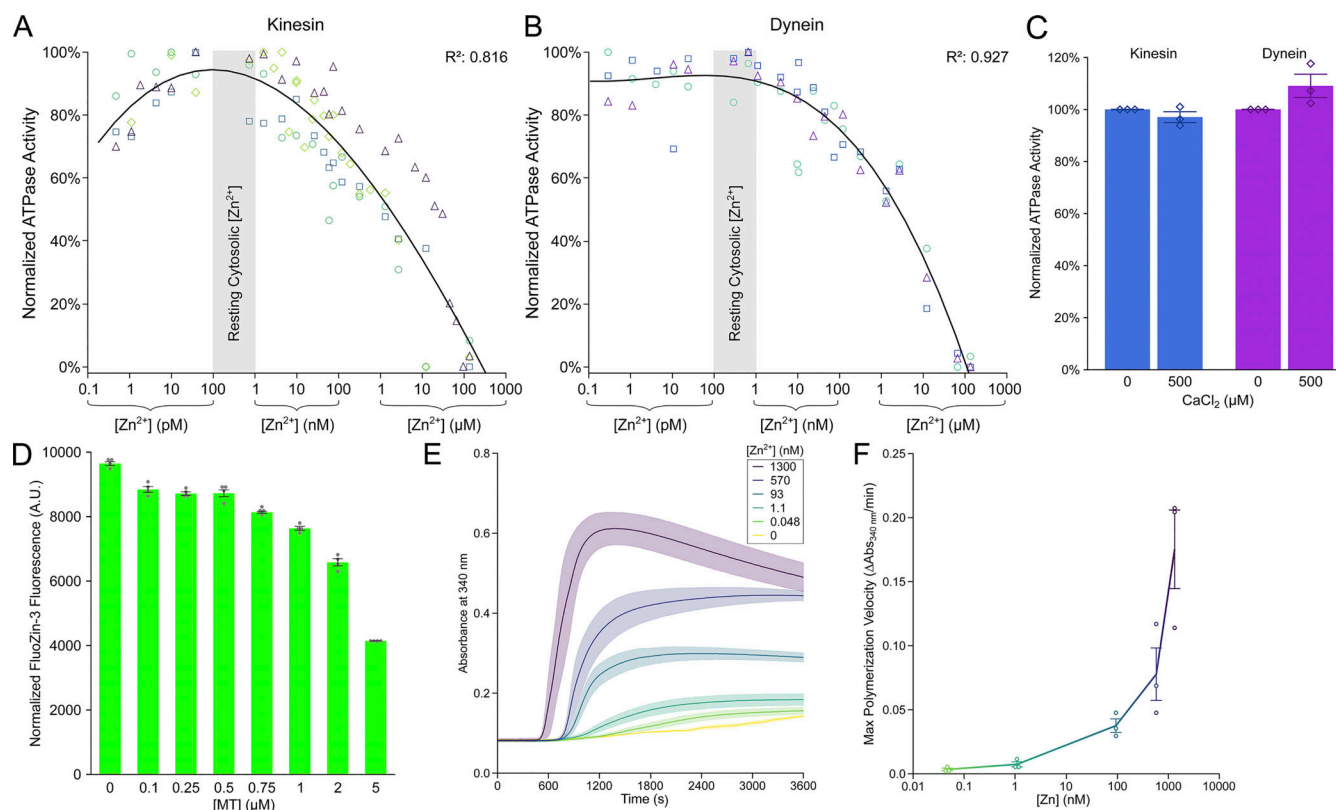 A
Kinesin
R²: 0.816
Normalized ATPase Activity
100%
80%
60%
40%
20%
0%
Resting Cytosolic [Zn²⁺]
0.1 1 10 100 1 10 100 1 10 100 1000
[Zn²⁺] (pM) [Zn²⁺] (nM) [Zn²⁺] (μM)
B
Dynein
R²: 0.927
Normalized ATPase Activity
100%
80%
60%
40%
20%
0%
Resting Cytosolic [Zn²⁺]
0.1 1 10 100 1 10 100 1 10 100 1000
[Zn²⁺] (pM) [Zn²⁺] (nM) [Zn²⁺] (μM)
C
Kinesin Dynein
Normalized ATPase Activity
120%
100%
80%
60%
40%
20%
0%
0 500 0 500
CaCl₂ (μM)
D
Normalized FluoZin-3 Fluorescence (A.U.)
10000
8000
6000
4000
2000
0
0 0.1 0.25 0.5 0.75 1 2 5
[MT] (μM)
E
[Zn²⁺] (nM)
1300
570
93
1.1
0.048
0
Absorbance at 340 nm
0.8
0.6
0.4
0.2
0.0
0 600 1200 1800 2400 3000 3600
Time (s)
F
Max Polymerization Velocity (ΔAbs₃₄₀ ₙₘ/min)
0.20
0.15
0.10
0.05
0.00
0.01 0.1 1 10 100 1000 10000
[Zn] (nM)